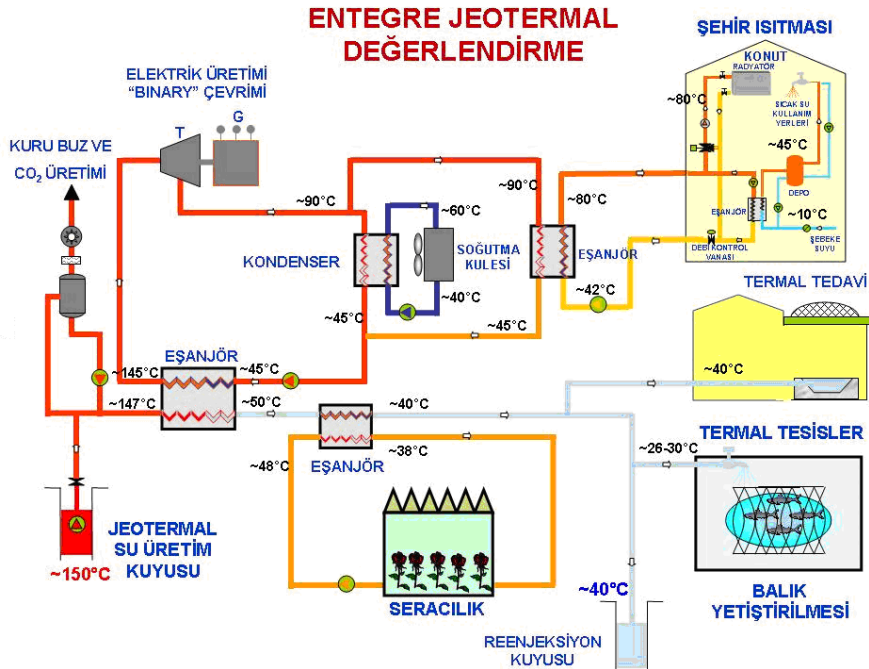 ENTEGRE JEOTERMAL
DEĞERLENDİRME
ŞEHİR ISITMASI
KONUT
RADYATÖR
SICAK SU
KULLANIM
YERLERİ
~80°C
~45°C
DEPO
EŞANJÖR
~10°C
DEBİ KONTROL
VANASI
ŞEBEKE
SUYU
ELEKTRİK ÜRETİMİ
“BINARY” ÇEVRİMİ
T
G
KURU BUZ VE
CO2 ÜRETİMİ
~90°C
~60°C
KONDENSER
SOĞUTMA
KULESİ
~40°C
~45°C
~90°C
~80°C
EŞANJÖR
~42°C
~45°C
TERMAL TEDAVİ
~40°C
EŞANJÖR
~145°C
~45°C
~147°C
~50°C
~40°C
EŞANJÖR
~48°C
~38°C
TERMAL TESİSLER
~26-30°C
JEOTERMAL
SU ÜRETİM
KUYUSU
~150°C
SERACILIK
~40°C
REENJEKSİYON
KUYUSU
BALIK
YETİŞTİRİLMESİ